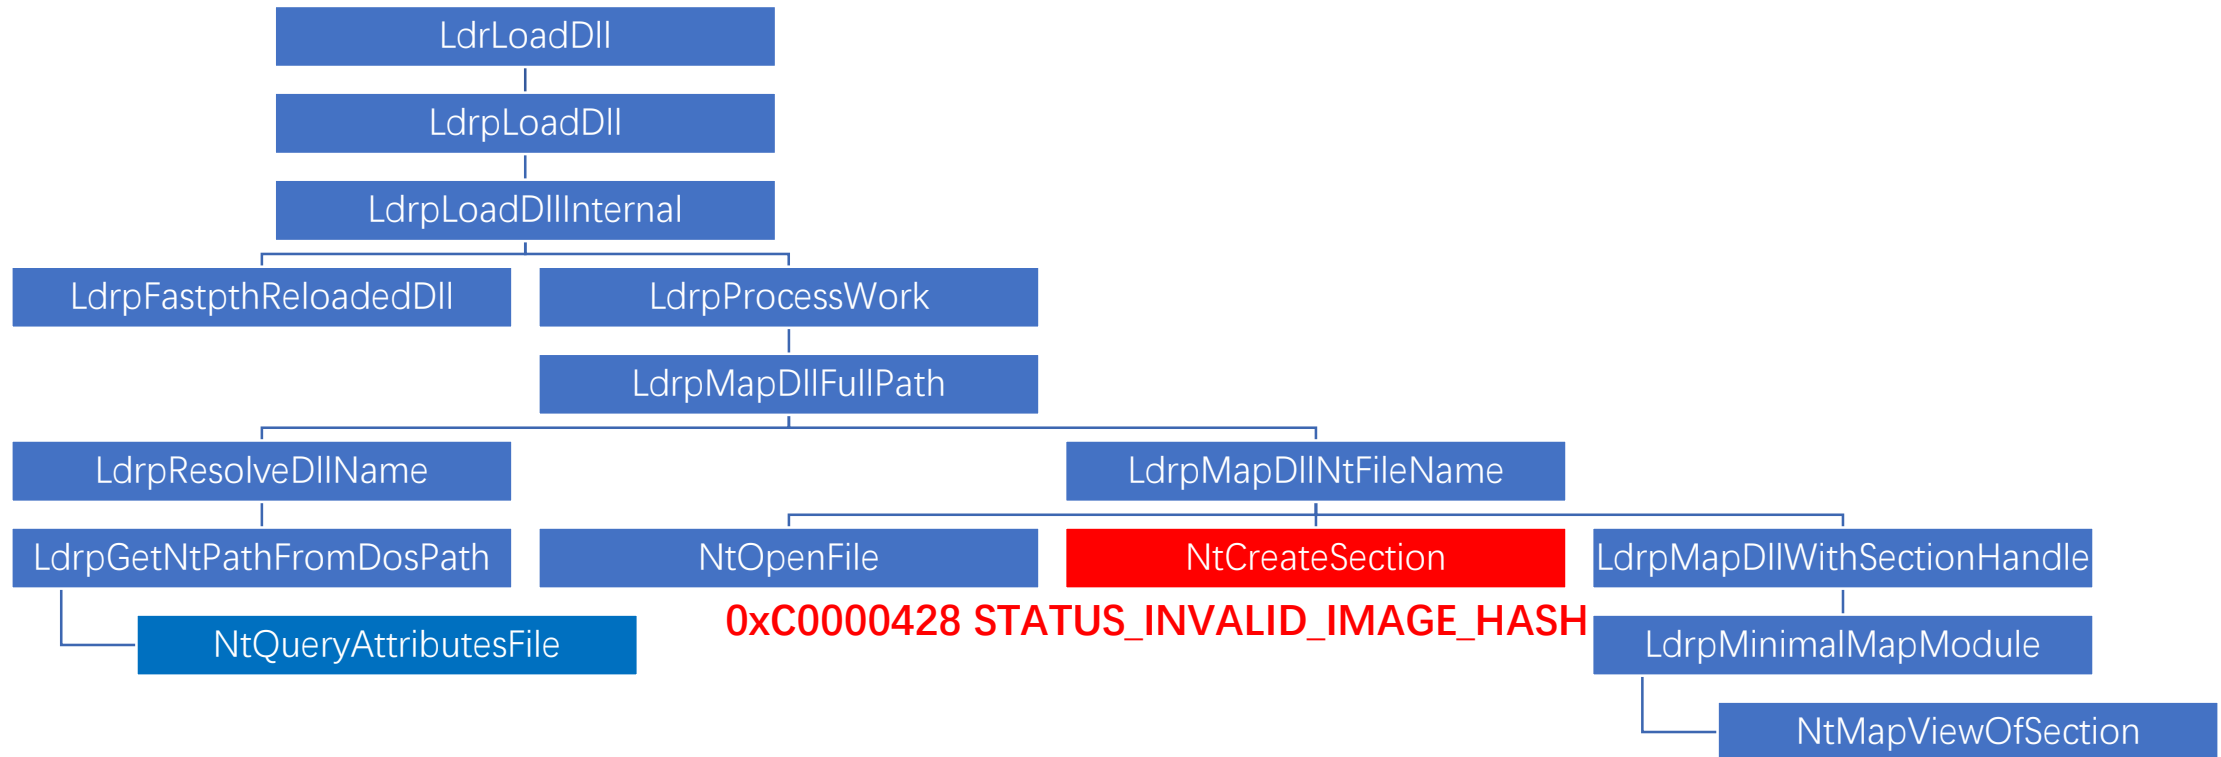 LdrLoadDll
LdrpLoadDll
LdrpLoadDllInternal
LdrpFastpthReloadedDll
LdrpProcessWork
LdrpMapDllFullPath
LdrpResolveDllName
LdrpMapDllNtFileName
LdrpGetNtPathFromDosPath
NtOpenFile
NtCreateSection
LdrpMapDllWithSectionHandle
0xC0000428 STATUS_INVALID_IMAGE_HASH
NtQueryAttributesFile
LdrpMinimalMapModule
NtMapViewOfSection